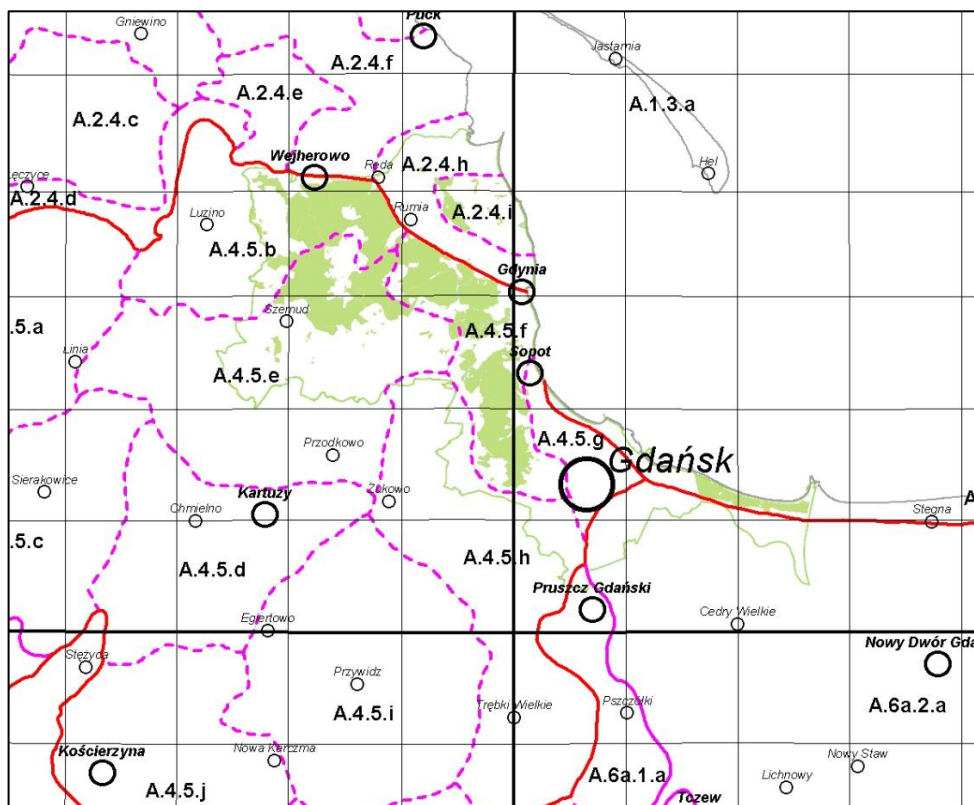 Gniewino
Puck
Jastarnia
A.2.4.f
A.2.4.e
A.1.3.a
A.2.4.c
Wejherowo
Reda
A.2.4.h
Hel
Łęczyce
A.2.4.d
Luzino
Rumia
A.2.4.i
A.4.5.b
Gdynia
Szemud
.5.a
A.4.5.f
Sopot
Linia
A.4.5.e
A.4.5.g
Przodkowo
Gdańsk
Sierakowice
Kartuzy
Żukowo
A
Chmielno
Stegna
.5.c
A.4.5.d
A.4.5.h
Pruszcz Gdański
Cedry Wielkie
Egiertowo
Nowy Dwór Gda
Stężyca
Przywidz
A.4.5.i
Trębki Wielkie
Pszczółki
A.6a.2.a
Kościerzyna
Nowa Karczma
Nowy Staw
A.6a.1.a
Lichnowy
A.4.5.j
Tczew